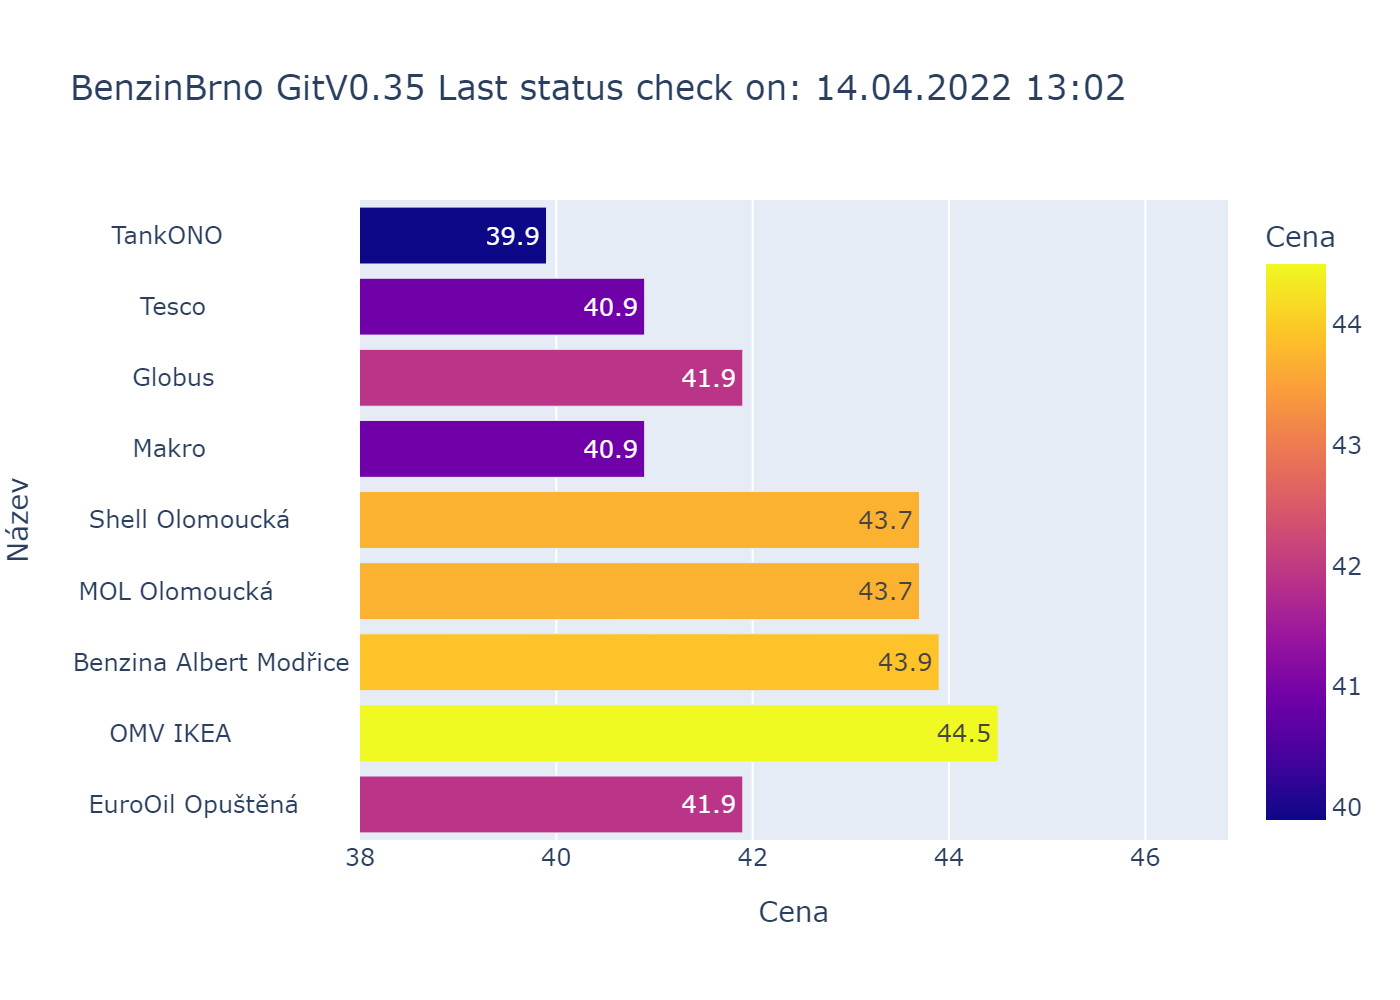 BenzinBrno GitV0.35 Last status check on: 14.04.2022 13:02
Název
TankONO
39.9
Tesco
40.9
Globus
41.9
Makro
40.9
Shell Olomoucká
43.7
MOL Olomoucká
43.7
Benzina Albert Modřice
43.9
OMV IKEA
44.5
EuroOil Opuštěná
41.9
38 40 42 44 46
Cena
Cena
44
43
42
41
40